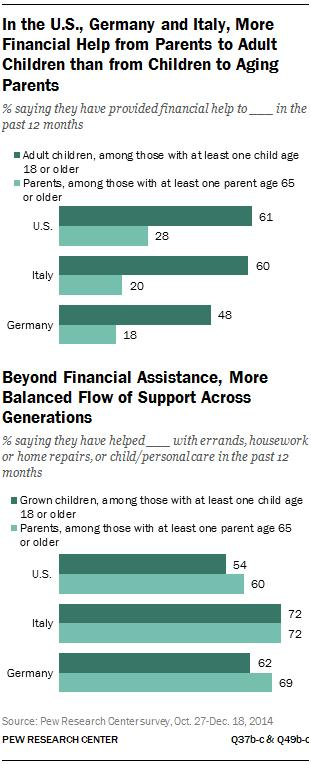 In the U.S., Germany and Italy, More
Financial Help from Parents to Adult
Children than from Children to Aging
Parents
% saying they have provided financial help to ___ in the
past 12 months
Adult children, among those with at least one child age
18 or older
Parents, among those with at least one parent age 65
or older
U.S. 61
28
Italy 60
20
Germany 48
18
Beyond Financial Assistance, More
Balanced Flow of Support Across
Generations
% saying they have helped ___ with errands, housework
or home repairs, or child/personal care in the past 12
months
Grown children, among those with at least one child age
18 or older
Parents, among those with at least one parent age 65
or older
U.S. 54
60
Italy 72
72
Germany 62
69
Source: Pew Research Center survey, Oct. 27-Dec. 18, 2014
PEW RESEARCH CENTER Q37b-c & Q49b-c